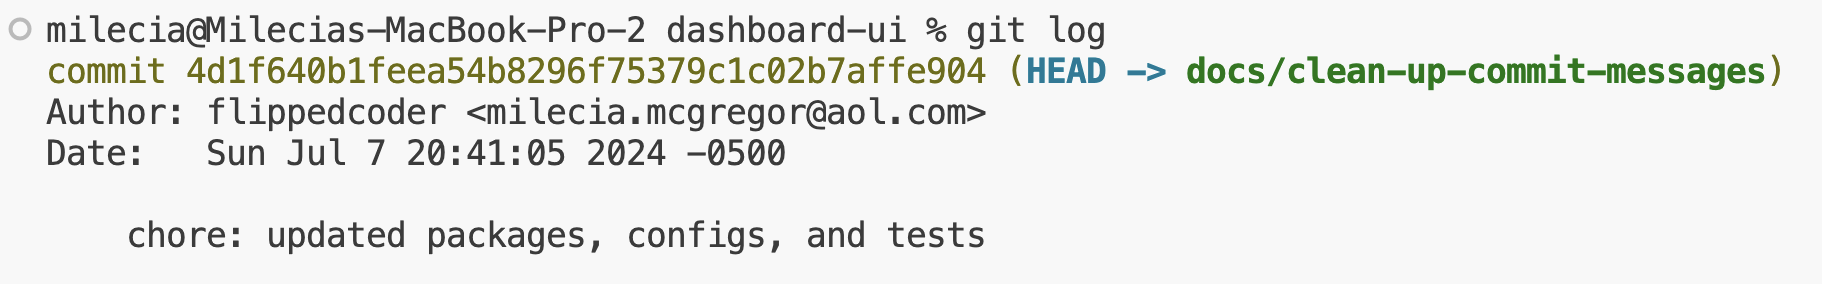 milecia@Milecias-MacBook-Pro-2 dashboard-ui % git log
commit 4d1f640b1feea54b8296f75379c1c02b7affe904 (HEAD -> docs/clean-up-commit-messages)
Author: flippedcoder <milecia.mcgregor@aol.com>
Date:   Sun Jul 7 20:41:05 2024 -0500
    chore: updated packages, configs, and tests